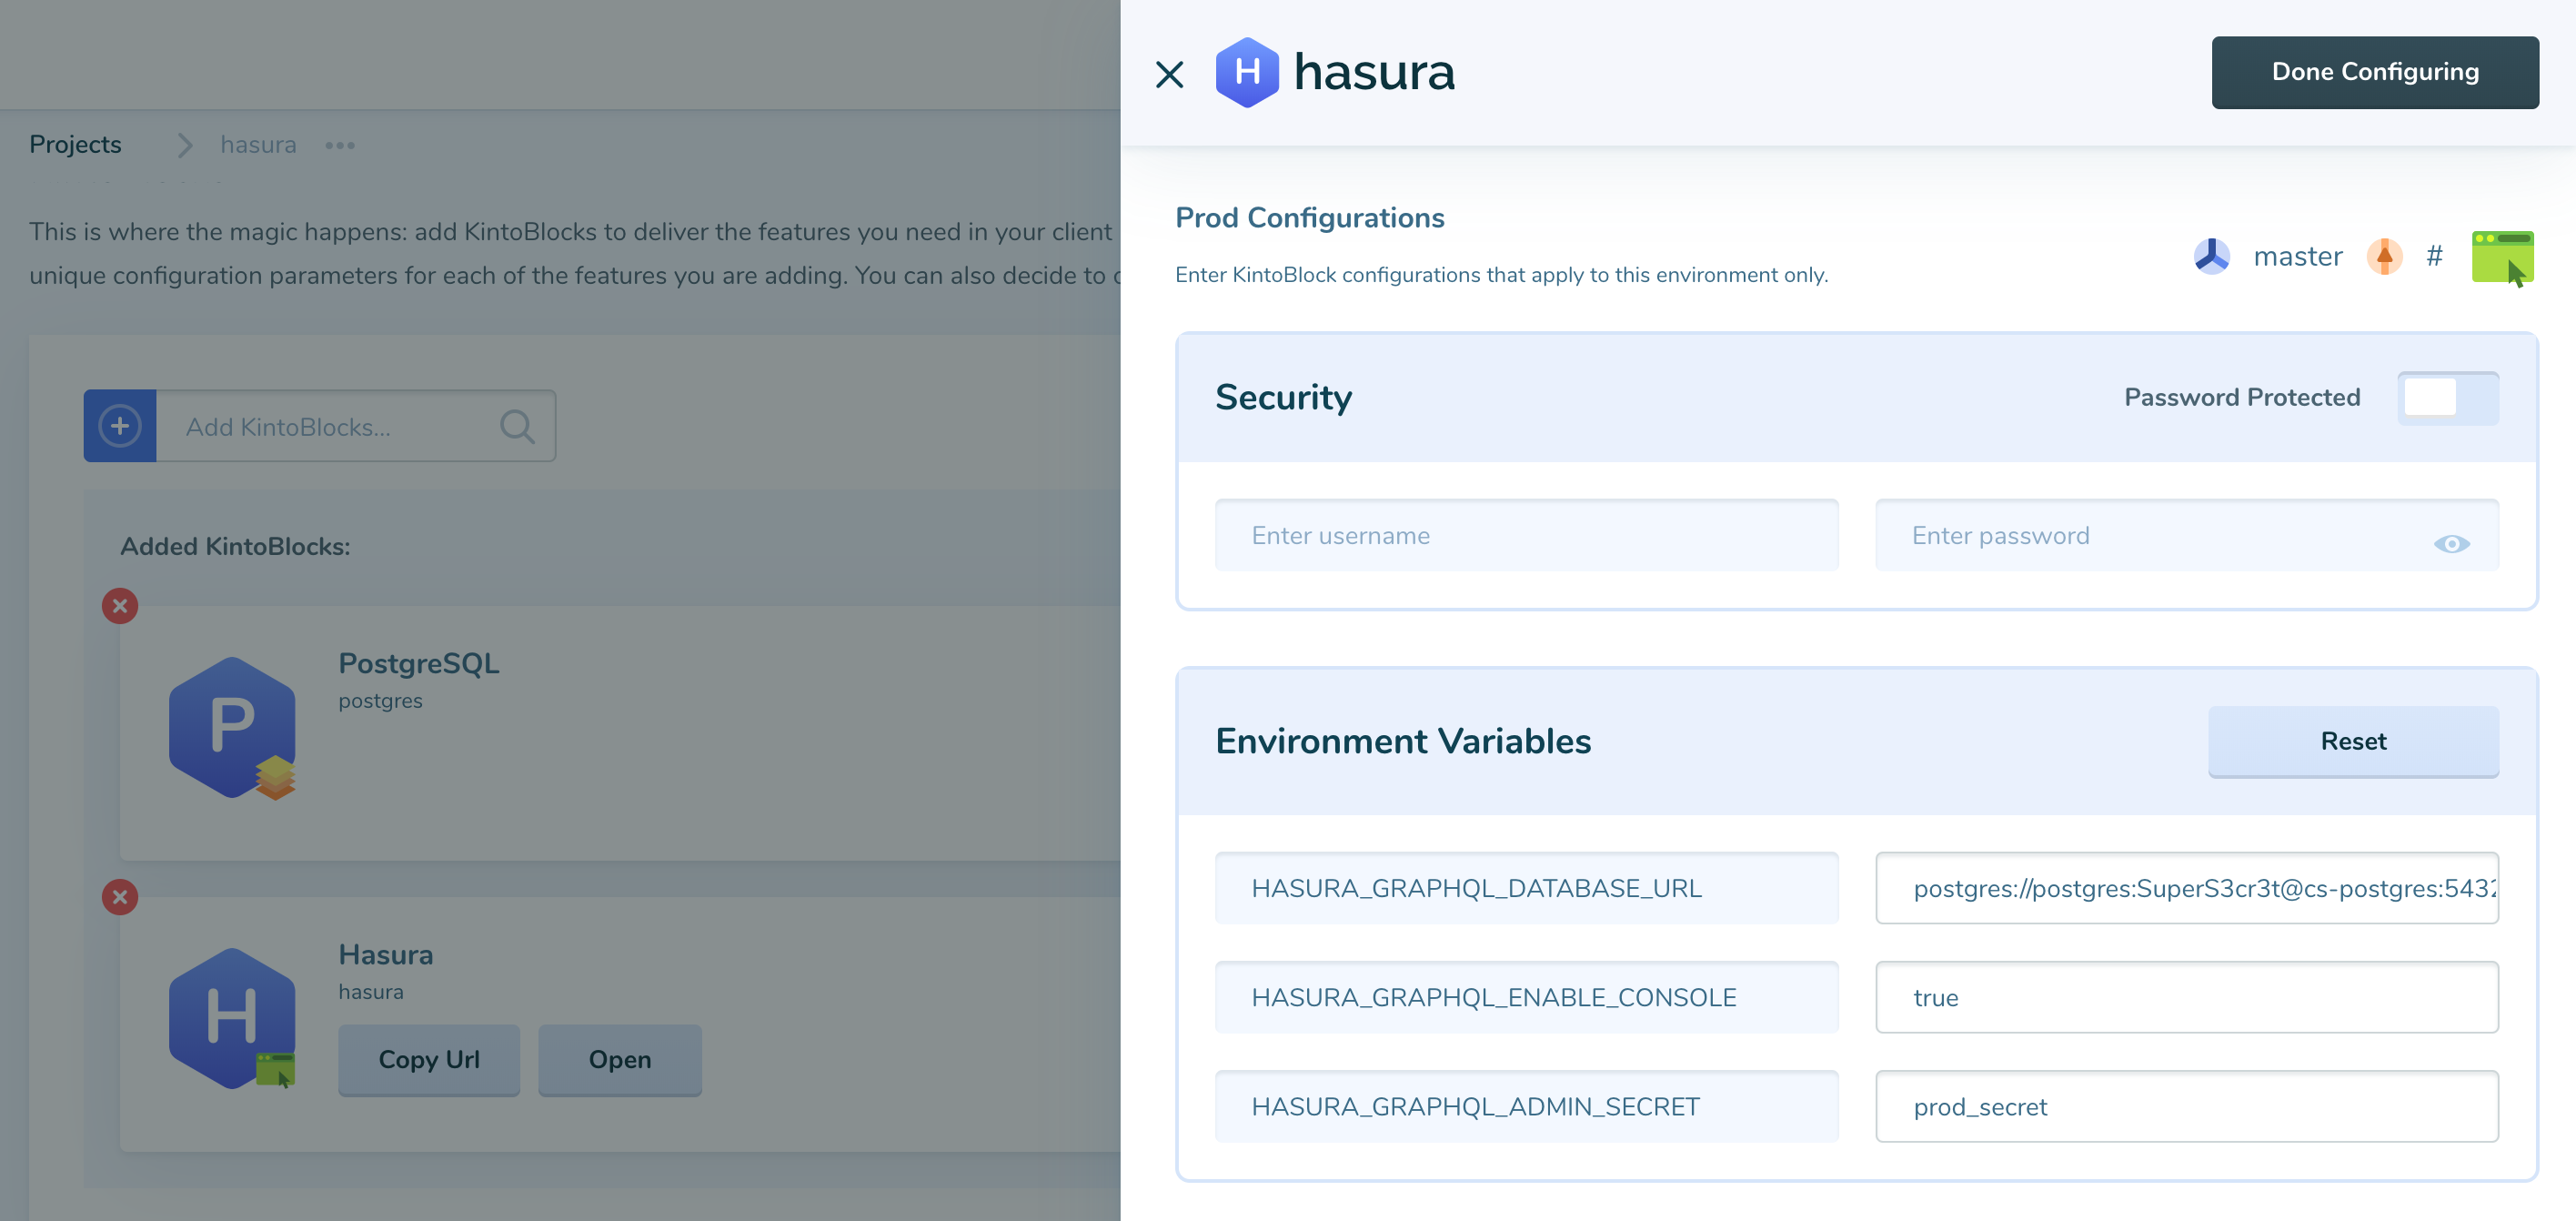 Projects
hasura
This is where the magic happens: add KintoBlocks to deliver the features you need in your client
unique configuration parameters for each of the features you are adding. You can also decide to
Add KintoBlocks...
Added KintoBlocks:
P
PostgreSQL
postgres
H
Hasura
hasura
Copy Url
Open
H
hasura
Done Configuring
Prod Configurations
Enter KintoBlock configurations that apply to this environment only.
master
#
Security
Password Protected
Enter username
Enter password
Environment Variables
Reset
HASURA_GRAPHQL_DATABASE_URL
postgres://postgres:SuperS3cr3t@cs-postgres:5432
HASURA_GRAPHQL_ENABLE_CONSOLE
true
HASURA_GRAPHQL_ADMIN_SECRET
prod_secret